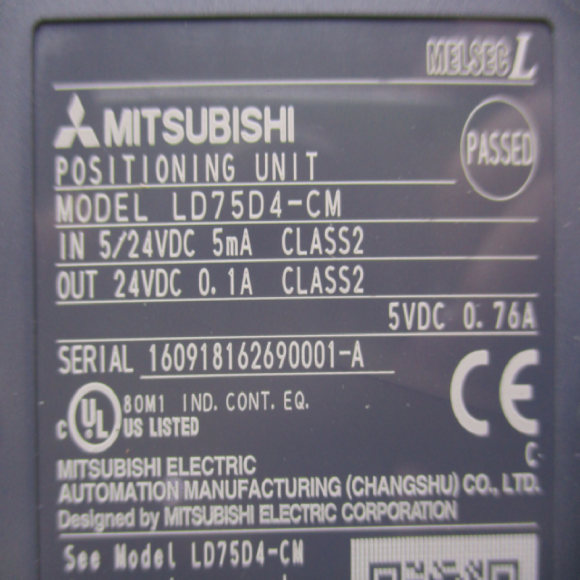 MELSEC L
MITSUBISHI
PASSED
POSITIONING UNIT
MODEL LD75D4-CM
IN 5/24VDC 5mA CLASS2
OUT 24VDC 0.1A CLASS2
5VDC 0.76A
SERIAL 160918162690001-A
80M1 IND. CONT. EQ.
c UL US LISTED
CE
C
MITSUBISHI ELECTRIC
AUTOMATION MANUFACTURING (CHANGSHU) CO., LTD.
Designed by MITSUBISHI ELECTRIC CORPORATION
See Model LD75D4-CM